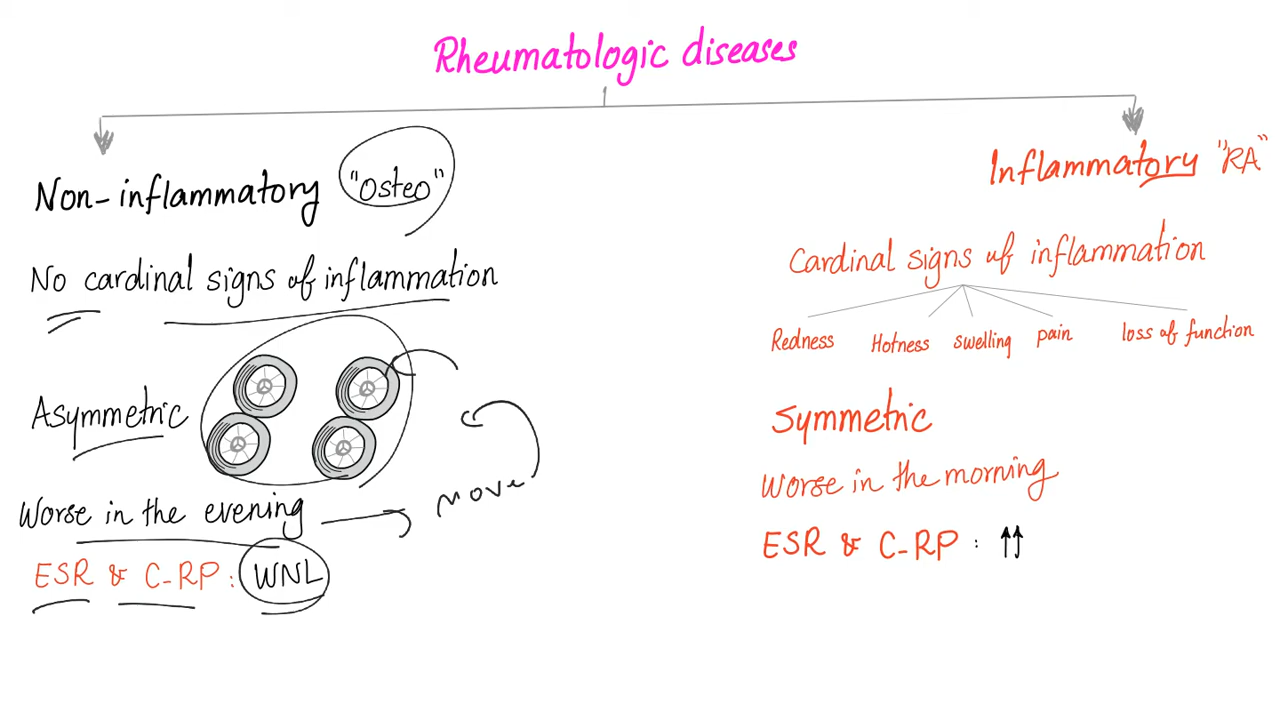 Rheumatologic diseases
Non-inflammatory "Osteo"
No cardinal signs of inflammation
Asymmetric
Worse in the evening
move
ESR & C-RP: WNL
Inflammatory "RA"
Cardinal signs of inflammation
Redness Hotness swelling pain loss of function
Symmetric
Worse in the morning
ESR & C-RP: ↑↑